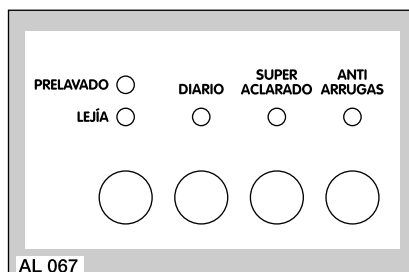 PRELAVADO
LEJÍA
DIARIO
SUPER
ACLARADO
ANTI
ARRUGAS
AL 067